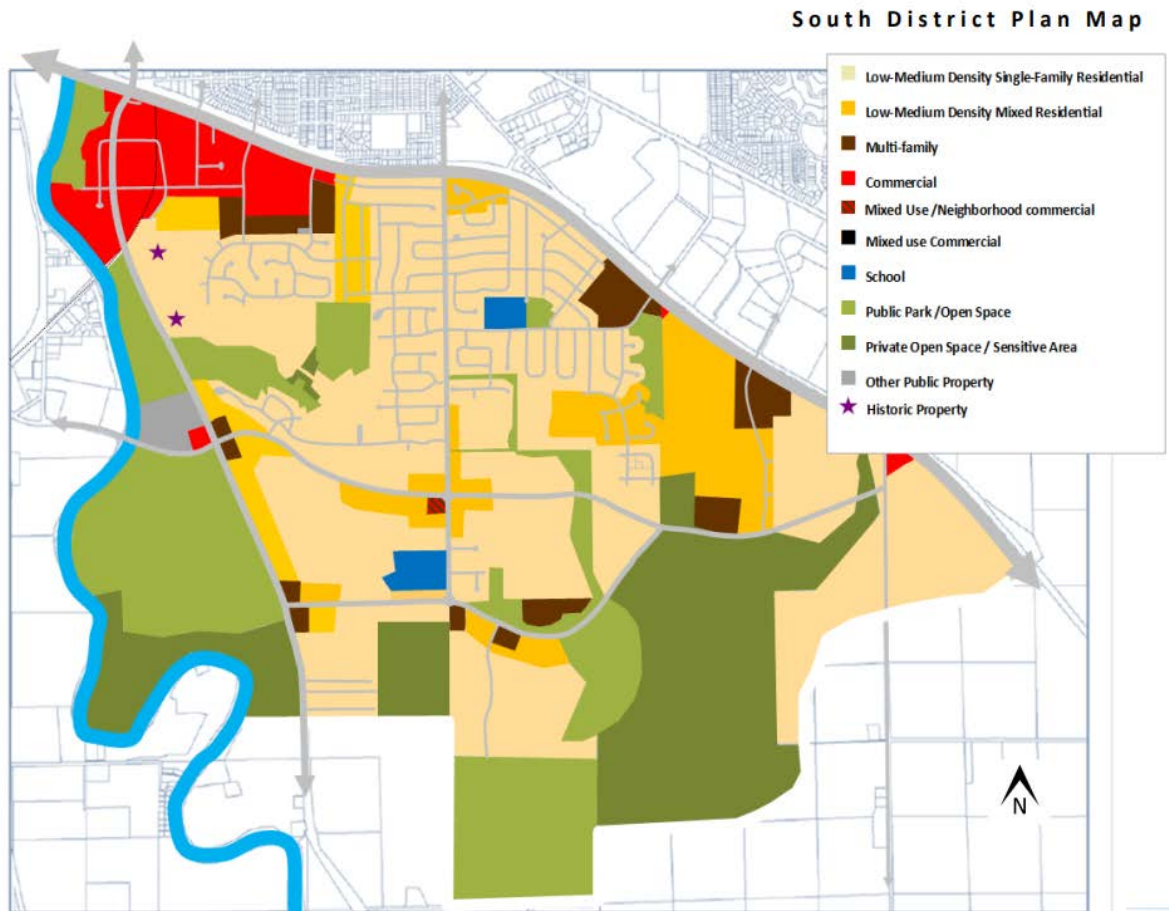 South District Plan Map
Low-Medium Density Single-Family Residential
Low-Medium Density Mixed Residential
Multi-family
Commercial
Mixed Use /Neighborhood commercial
Mixed use Commercial
School
Public Park /Open Space
Private Open Space / Sensitive Area
Other Public Property
Historic Property
N